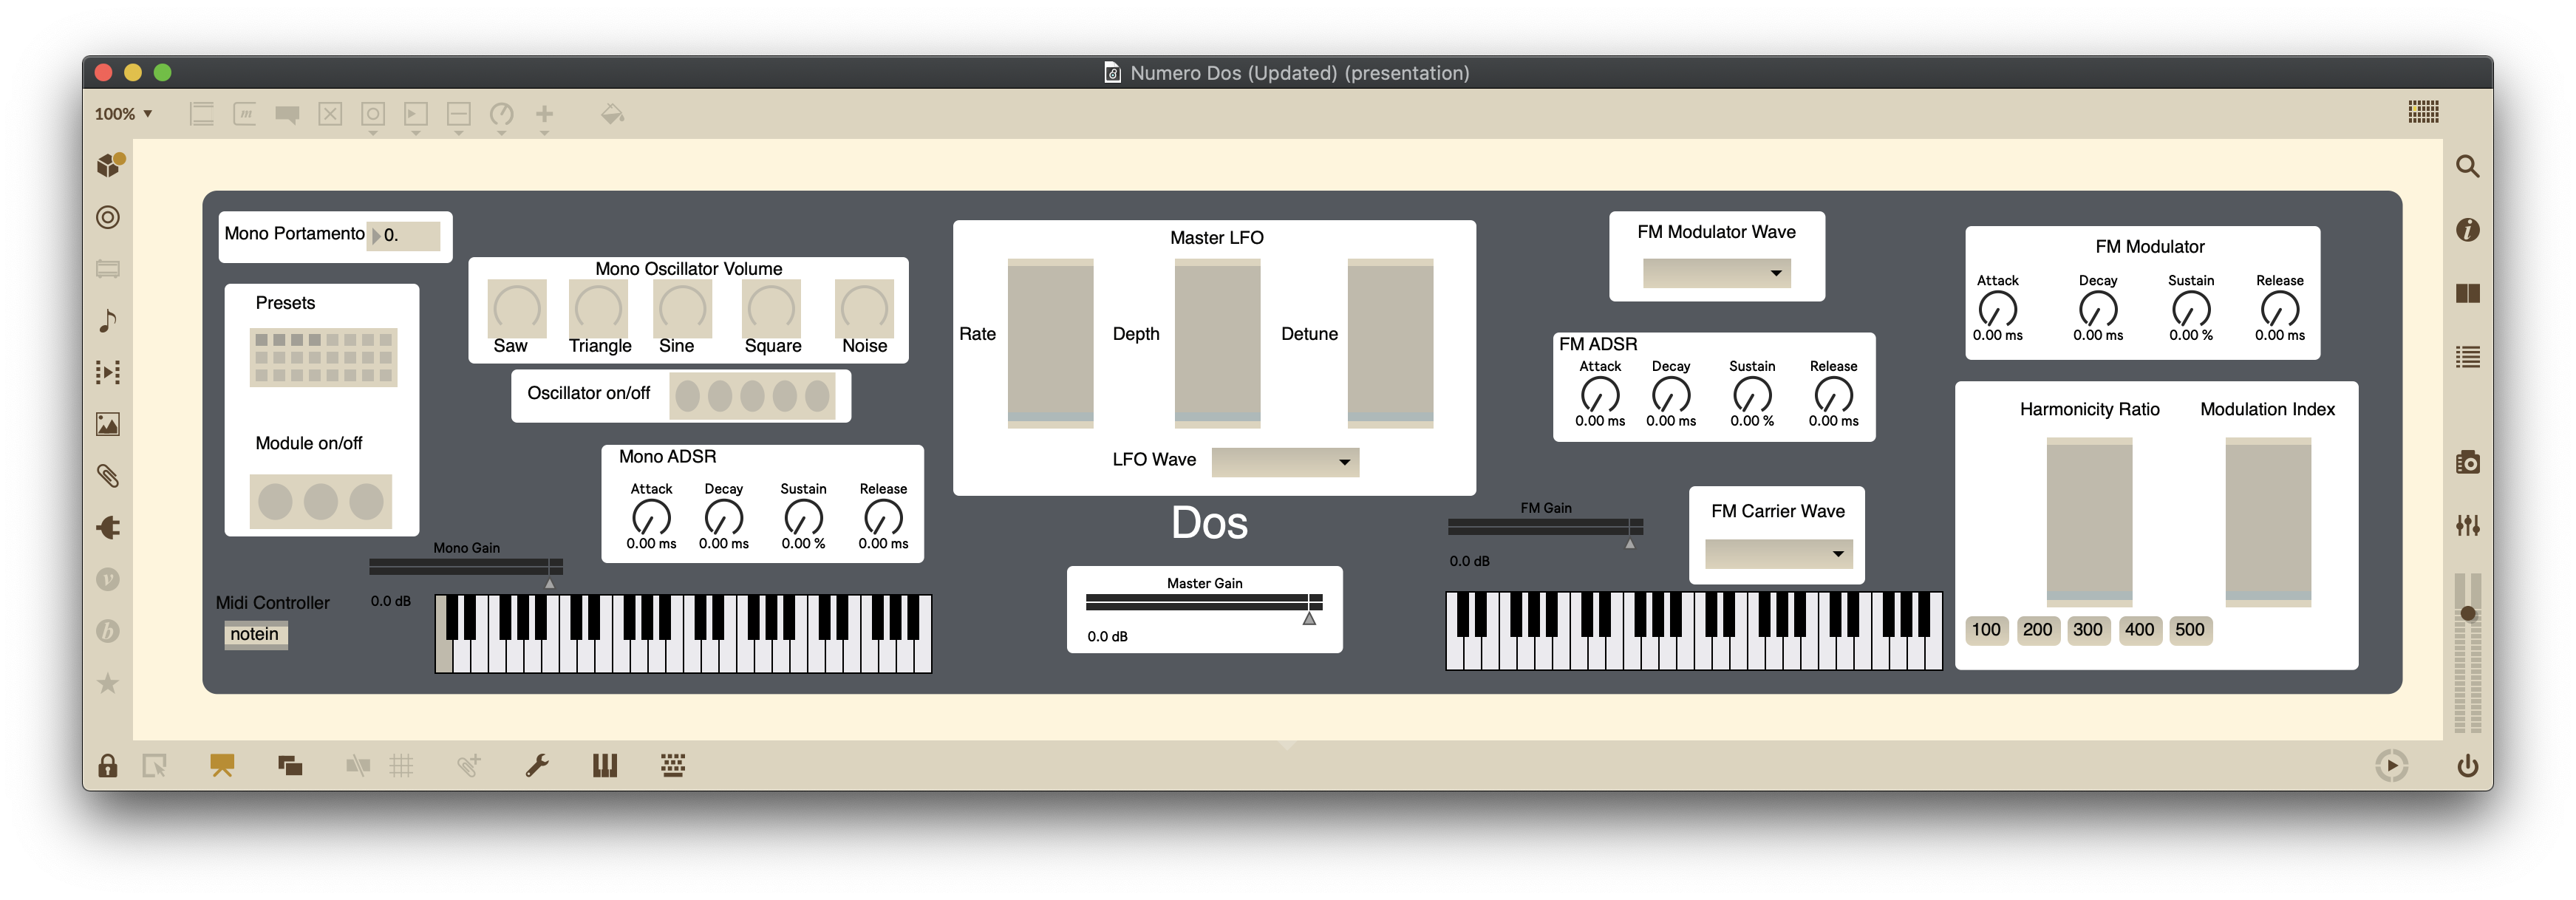 Numero Dos (Updated) (presentation)
100%
Mono Portamento
0.
Presets
Module on/off
Mono Oscillator Volume
Saw
Triangle
Sine
Square
Noise
Oscillator on/off
Mono ADSR
Attack
Decay
Sustain
Release
0.00 ms
0.00 ms
0.00 %
0.00 ms
Mono Gain
0.0 dB
Midi Controller
notein
Master LFO
Rate
Depth
Detune
LFO Wave
Dos
Master Gain
0.0 dB
FM Modulator Wave
FM ADSR
Attack
Decay
Sustain
Release
0.00 ms
0.00 ms
0.00 %
0.00 ms
FM Gain
0.0 dB
FM Carrier Wave
FM Modulator
Attack
Decay
Sustain
Release
0.00 ms
0.00 ms
0.00 %
0.00 ms
Harmonicity Ratio
Modulation Index
100
200
300
400
500